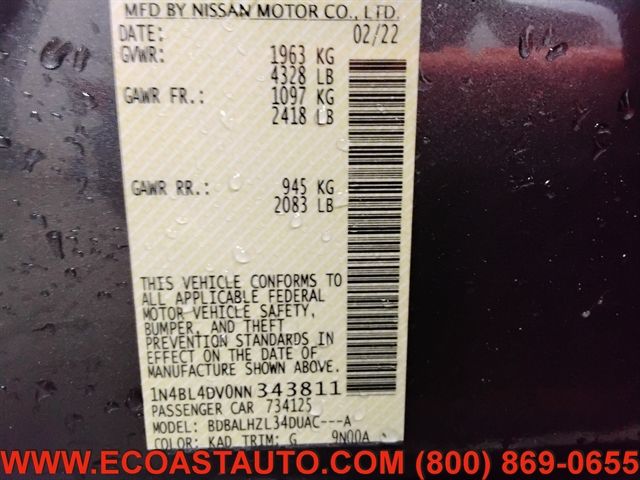 MFD BY NISSAN MOTOR CO., LTD.
DATE: 02/22
GVWR: 1963 KG
4328 LB
GAWR FR.: 1097 KG
2418 LB
GAWR RR.: 945 KG
2083 LB
THIS VEHICLE CONFORMS TO
ALL APPLICABLE FEDERAL
MOTOR VEHICLE SAFETY,
BUMPER, AND THEFT
PREVENTION STANDARDS IN
EFFECT ON THE DATE OF
MANUFACTURE SHOWN ABOVE.
1N4BL4DV0NN343811
PASSENGER CAR 734125
MODEL: BDBALHZL34DUAC---A
COLOR: KAD TRIM: G 9N00A
WWW.ECOASTAUTO.COM (800) 869-0655